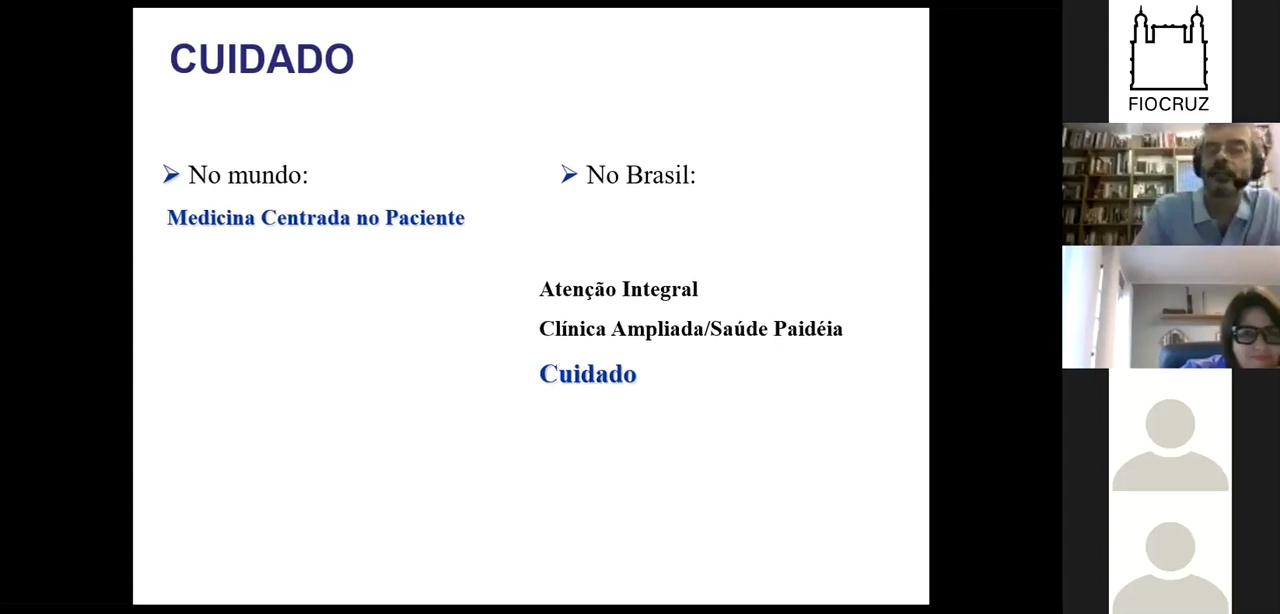 CUIDADO
No mundo:
Medicina Centrada no Paciente
No Brasil:
Atenção Integral
Clínica Ampliada/Saúde Paidéia
Cuidado
FIOCRUZ